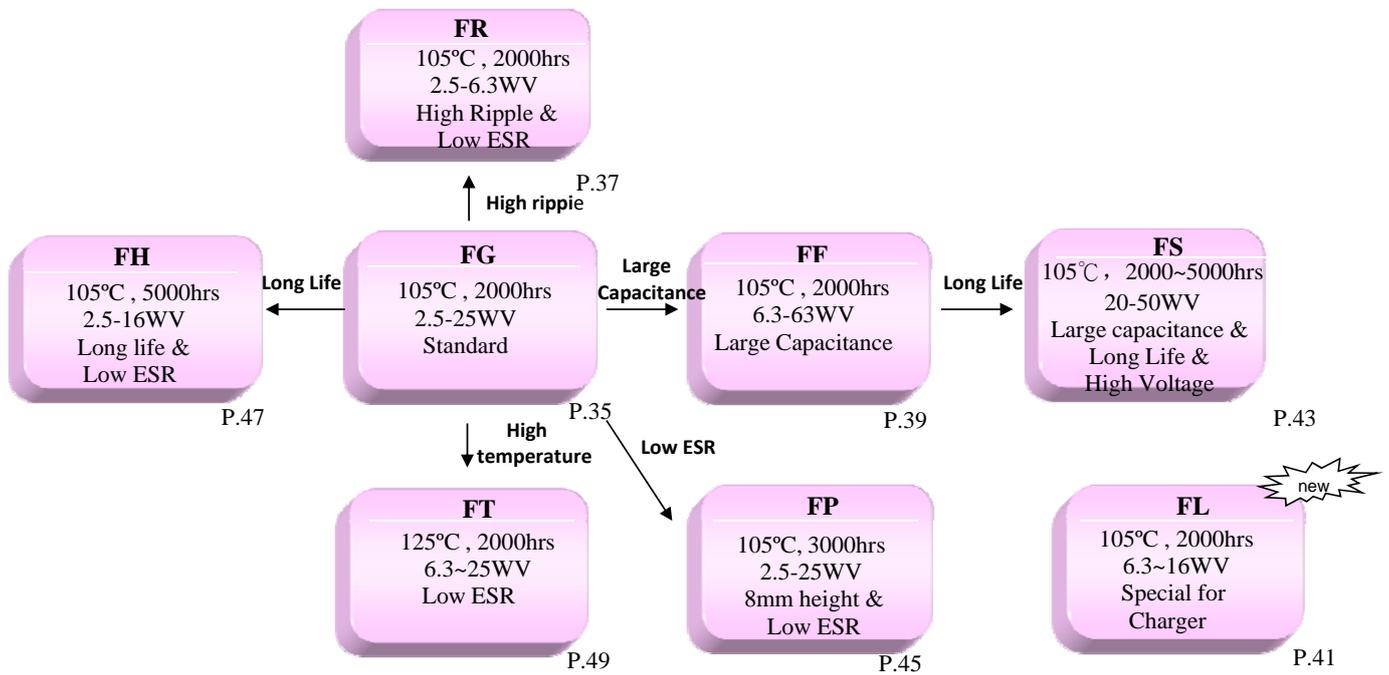 FR
105ºC , 2000hrs
2.5-6.3WV
High Ripple &
Low ESR
P.37
High rippie
FH
105ºC , 5000hrs
2.5-16WV
Long life &
Low ESR
P.47
Long Life
FG
105ºC , 2000hrs
2.5-25WV
Standard
P.35
Large
Capacitance
FF
105ºC , 2000hrs
6.3-63WV
Large Capacitance
P.39
Long Life
FS
105℃， 2000~5000hrs
20-50WV
Large capacitance &
Long Life &
High Voltage
P.43
High
temperature
Low ESR
FT
125ºC , 2000hrs
6.3~25WV
Low ESR
P.49
FP
105ºC, 3000hrs
2.5-25WV
8mm height &
Low ESR
P.45
new
FL
105ºC , 2000hrs
6.3~16WV
Special for
Charger
P.41